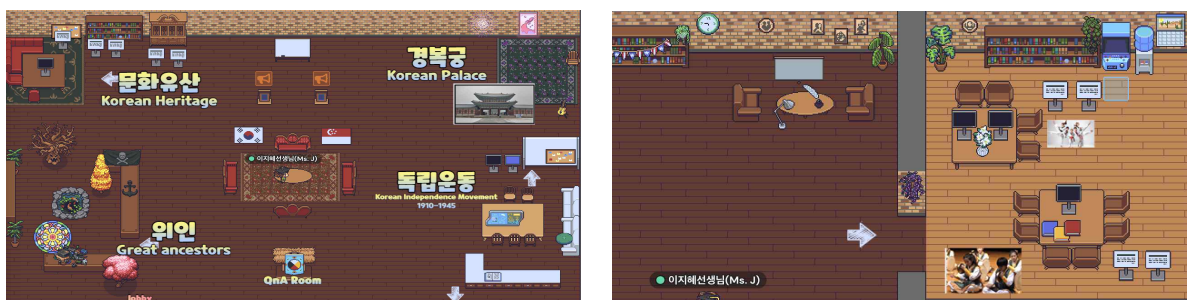 경복궁
Korean Palace
문화유산
Korean Heritage
이지혜선생님(Ms. J)
독립운동
Korean Independence Movement
1910-1945
위인
Great ancestors
QnA Room
lobby
이지혜선생님(Ms. J)